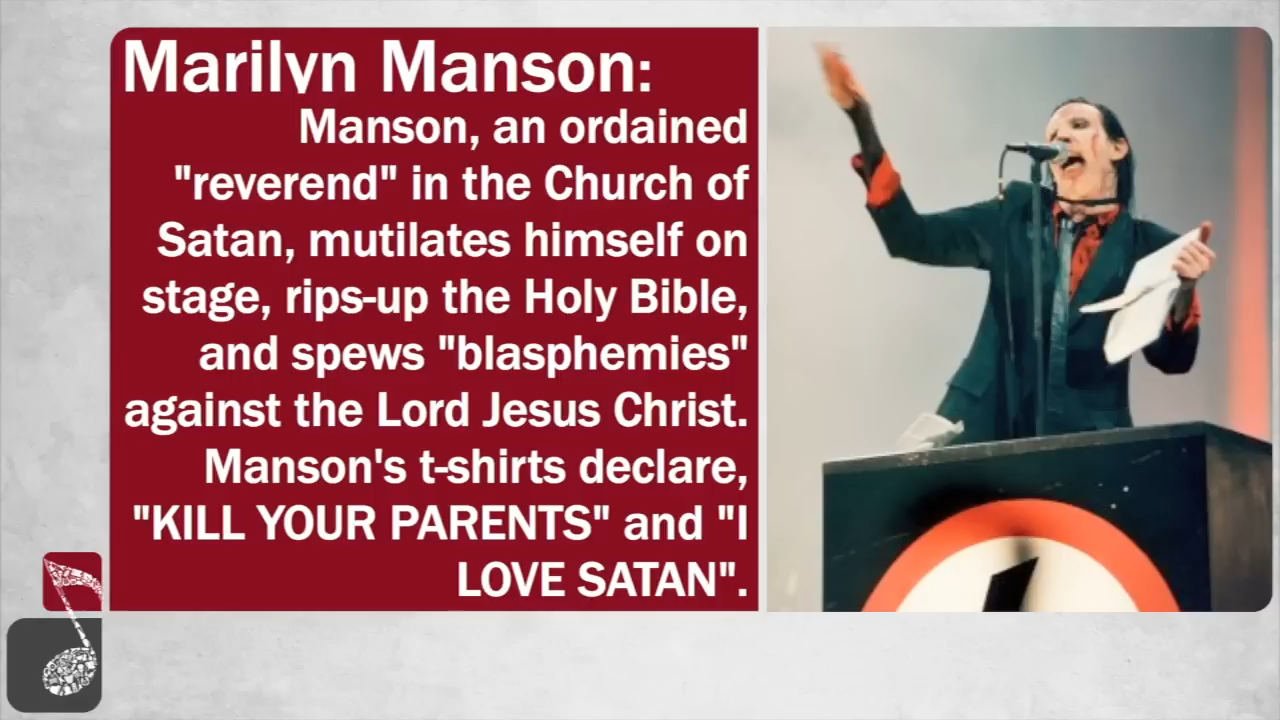 Marilyn Manson:
Manson, an ordained
"reverend" in the Church of
Satan, mutilates himself on
stage, rips-up the Holy Bible,
and spews "blasphemies"
against the Lord Jesus Christ.
Manson's t-shirts declare,
"KILL YOUR PARENTS" and "I
LOVE SATAN".